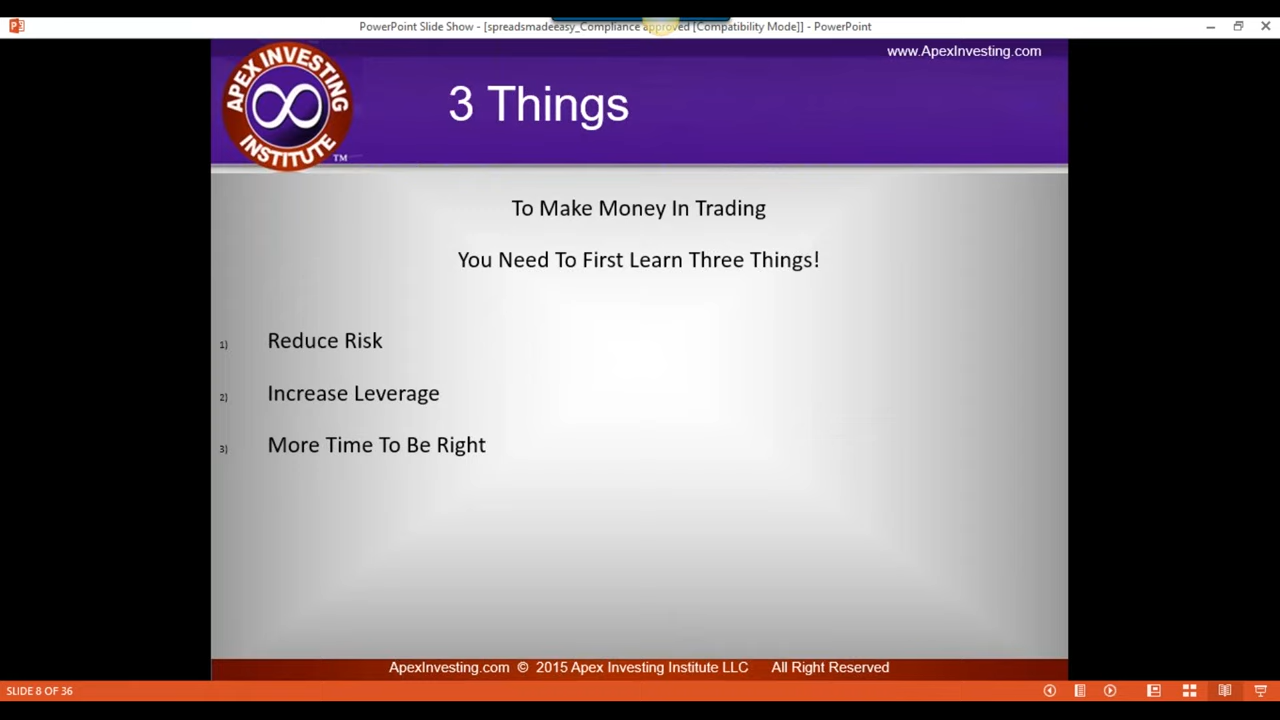 PowerPoint Slide Show - [spreadsmadeeasy_Compliance approved [Compatibility Mode]] - PowerPoint
www.ApexInvesting.com
APEX INVESTING
INSTITUTE
TM
3 Things
To Make Money In Trading
You Need To First Learn Three Things!
1) Reduce Risk
2) Increase Leverage
3) More Time To Be Right
ApexInvesting.com © 2015 Apex Investing Institute LLC All Right Reserved
SLIDE 8 OF 36